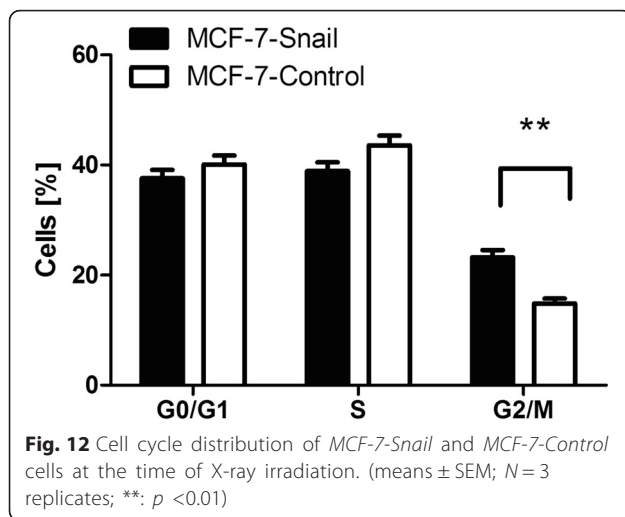 MCF-7-Snail
MCF-7-Control
60
40
20
0
Cells [%]
**
G0/G1
S
G2/M
Fig. 12 Cell cycle distribution of MCF-7-Snail and MCF-7-Control
cells at the time of X-ray irradiation. (means ± SEM; N = 3
replicates; **: p <0.01)